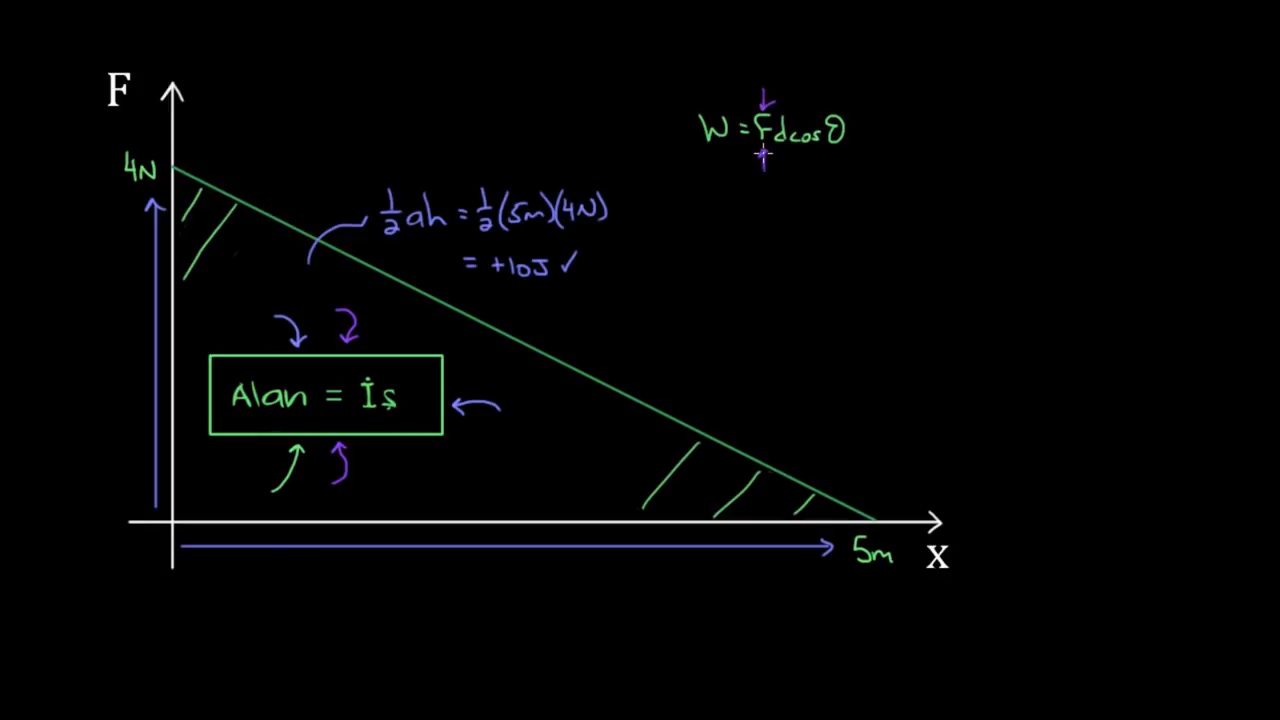 F
W = Fdcosθ
4N
½ah = ½(5m)(4N)
= +10J ✓
Alan = İş
5m
x